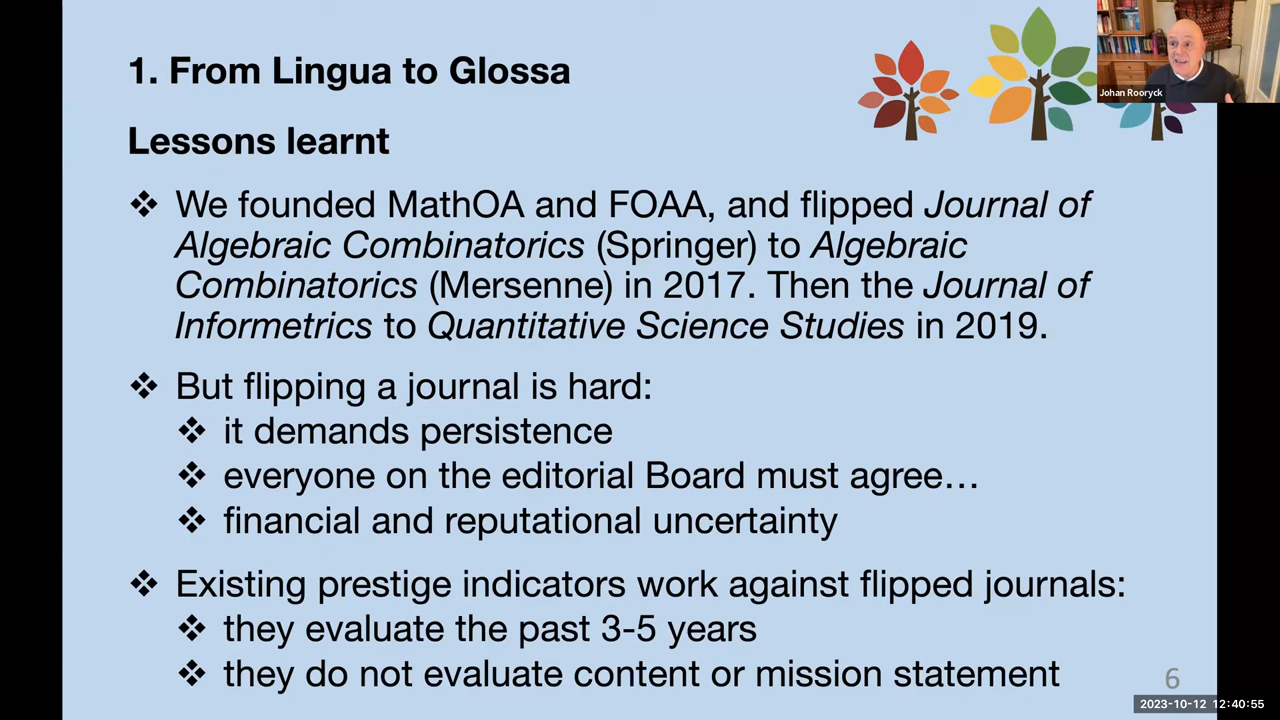 1. From Lingua to Glossa
Johan Rooryck
Lessons learnt
❖ We founded MathOA and FOAA, and flipped Journal of
Algebraic Combinatorics (Springer) to Algebraic
Combinatorics (Mersenne) in 2017. Then the Journal of
Informetrics to Quantitative Science Studies in 2019.
❖ But flipping a journal is hard:
❖ it demands persistence
❖ everyone on the editorial Board must agree…
❖ financial and reputational uncertainty
❖ Existing prestige indicators work against flipped journals:
❖ they evaluate the past 3-5 years
❖ they do not evaluate content or mission statement
6
2023-10-12 12:40:55